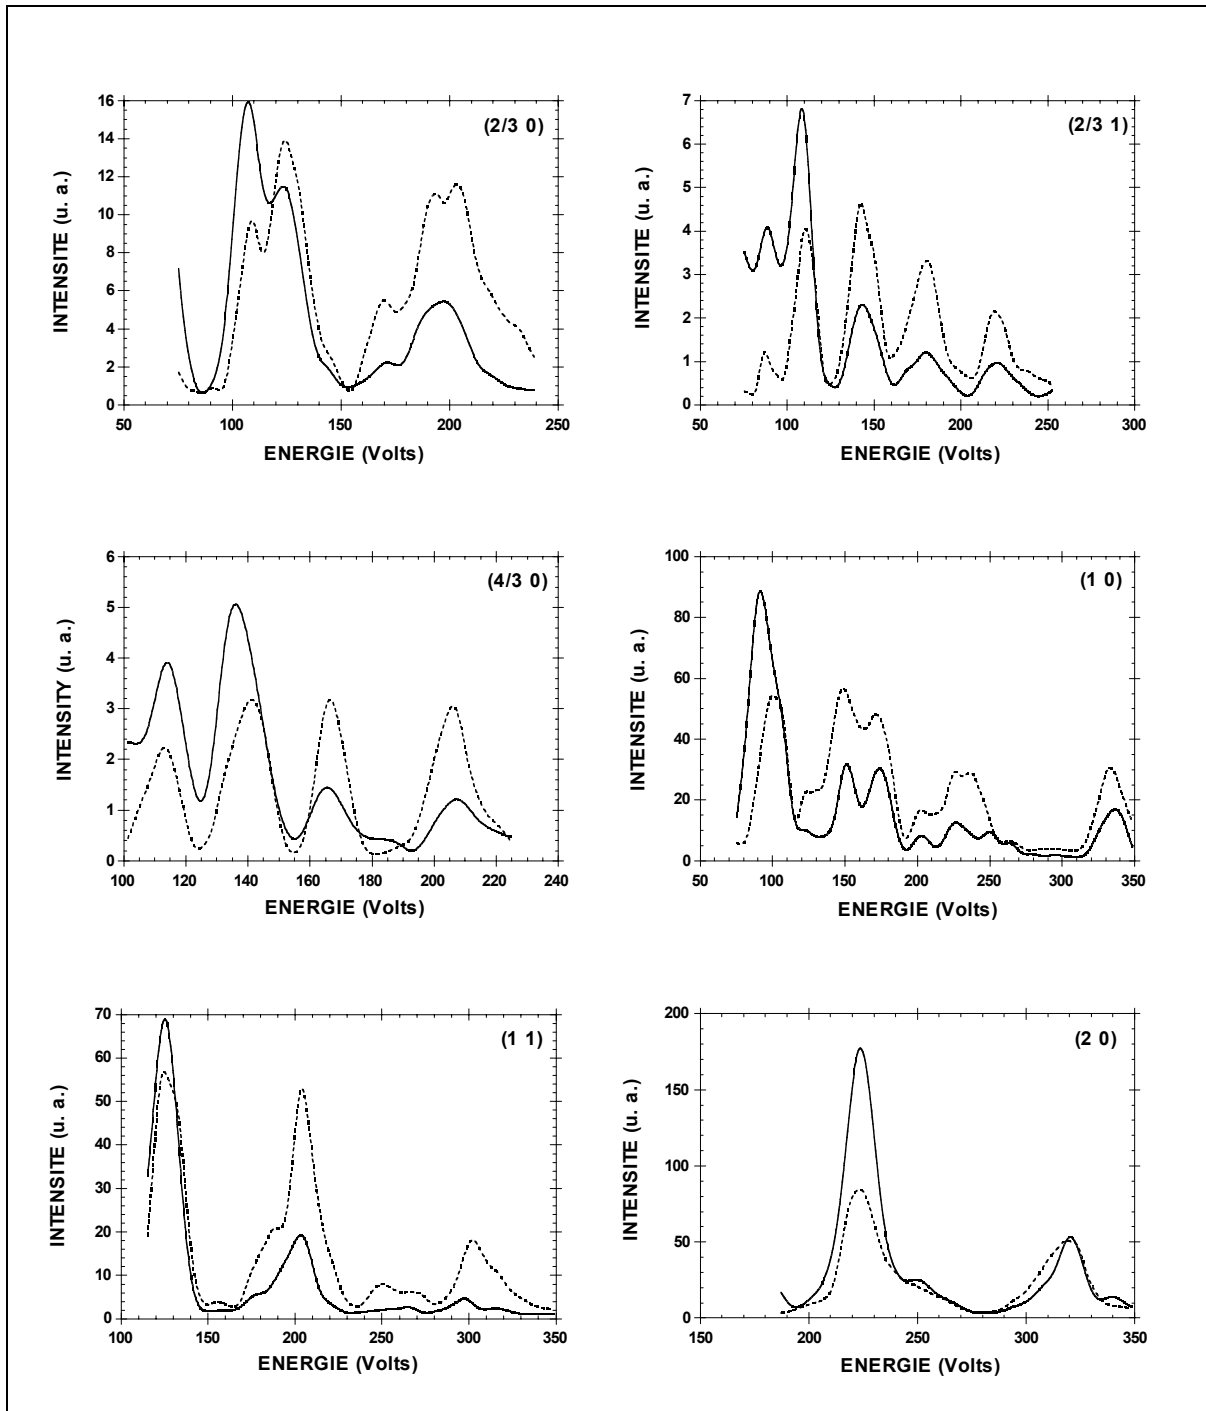 (2/3 0)
INTENSITE (u. a.)
16
14
12
10
8
6
4
2
0
50 100 150 200 250
ENERGIE (Volts)
(2/3 1)
INTENSITE (u. a.)
7
6
5
4
3
2
1
0
50 100 150 200 250 300
ENERGIE (Volts)
(4/3 0)
INTENSITY (u. a.)
6
5
4
3
2
1
0
100 120 140 160 180 200 220 240
ENERGIE (Volts)
(1 0)
INTENSITE (u. a.)
100
80
60
40
20
0
50 100 150 200 250 300 350
ENERGIE (Volts)
(1 1)
INTENSITE (u. a.)
70
60
50
40
30
20
10
0
100 150 200 250 300 350
ENERGIE (Volts)
(2 0)
INTENSITE (u. a.)
200
150
100
50
0
150 200 250 300 350
ENERGIE (Volts)